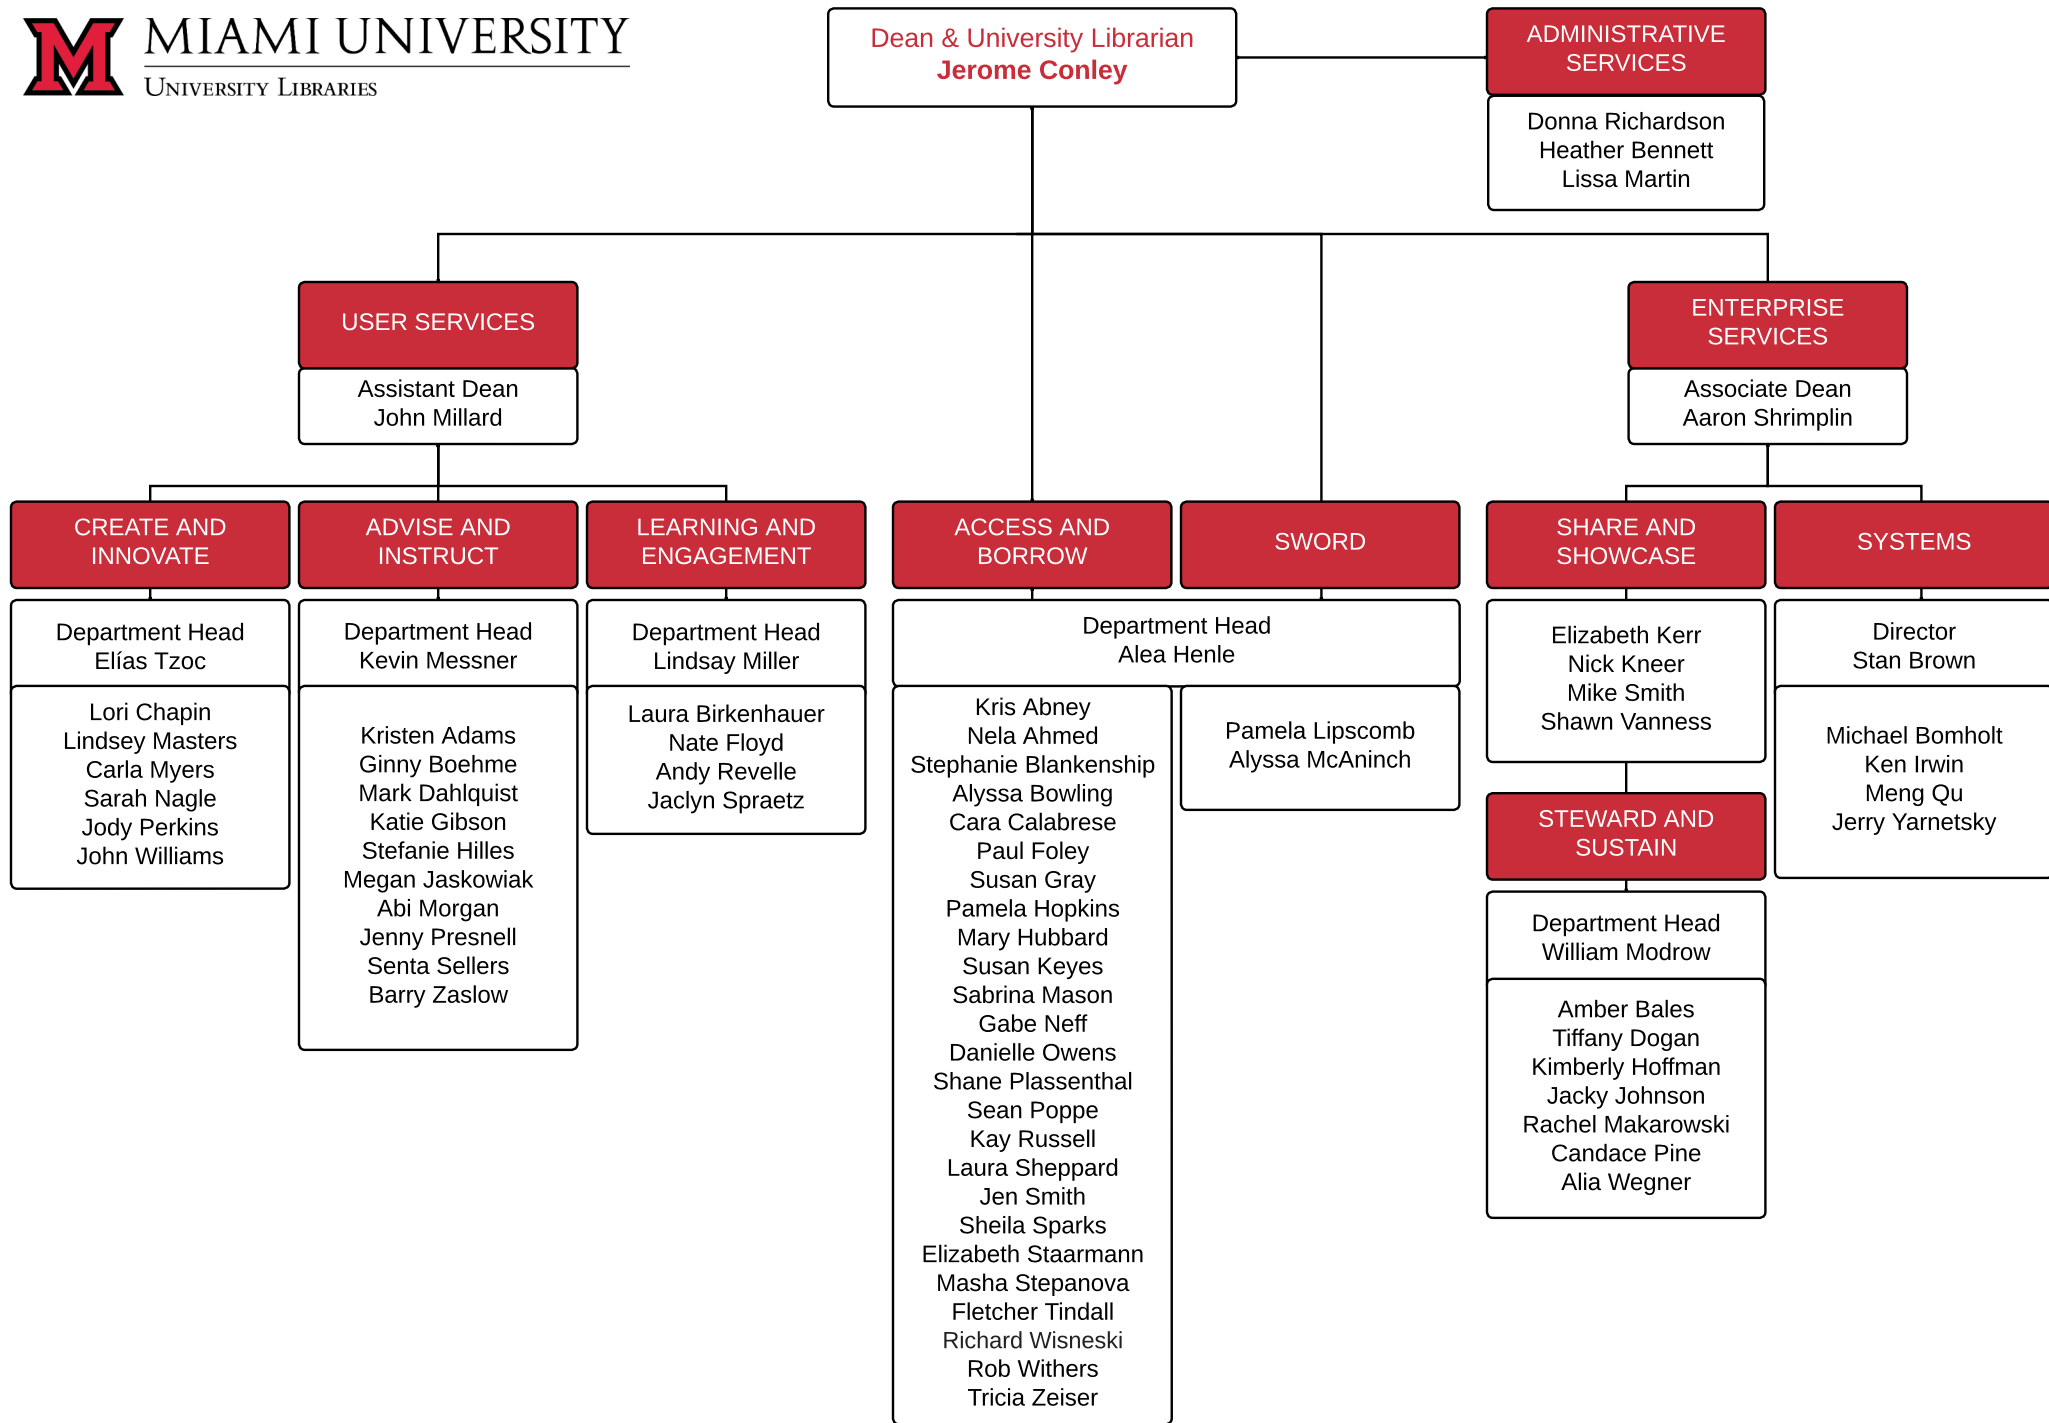 MIAMI UNIVERSITY
UNIVERSITY LIBRARIES
Dean & University Librarian
Jerome Conley
ADMINISTRATIVE
SERVICES
Donna Richardson
Heather Bennett
Lissa Martin
USER SERVICES
Assistant Dean
John Millard
ENTERPRISE
SERVICES
Associate Dean
Aaron Shrimplin
CREATE AND
INNOVATE
Department Head
Elías Tzoc
Lori Chapin
Lindsey Masters
Carla Myers
Sarah Nagle
Jody Perkins
John Williams
ADVISE AND
INSTRUCT
Department Head
Kevin Messner
Kristen Adams
Ginny Boehme
Mark Dahlquist
Katie Gibson
Stefanie Hilles
Megan Jaskowiak
Abi Morgan
Jenny Presnell
Senta Sellers
Barry Zaslow
LEARNING AND
ENGAGEMENT
Department Head
Lindsay Miller
Laura Birkenhauer
Nate Floyd
Andy Revelle
Jaclyn Spraetz
ACCESS AND
BORROW
SWORD
Department Head
Alea Henle
Kris Abney
Nela Ahmed
Stephanie Blankenship
Alyssa Bowling
Cara Calabrese
Paul Foley
Susan Gray
Pamela Hopkins
Mary Hubbard
Susan Keyes
Sabrina Mason
Gabe Neff
Danielle Owens
Shane Plassenthal
Sean Poppe
Kay Russell
Laura Sheppard
Jen Smith
Sheila Sparks
Elizabeth Staarmann
Masha Stepanova
Fletcher Tindall
Richard Wisneski
Rob Withers
Tricia Zeiser
Pamela Lipscomb
Alyssa McAninch
SHARE AND
SHOWCASE
Elizabeth Kerr
Nick Kneer
Mike Smith
Shawn Vanness
STEWARD AND
SUSTAIN
Department Head
William Modrow
Amber Bales
Tiffany Dogan
Kimberly Hoffman
Jacky Johnson
Rachel Makarowski
Candace Pine
Alia Wegner
SYSTEMS
Director
Stan Brown
Michael Bomholt
Ken Irwin
Meng Qu
Jerry Yarnetsky